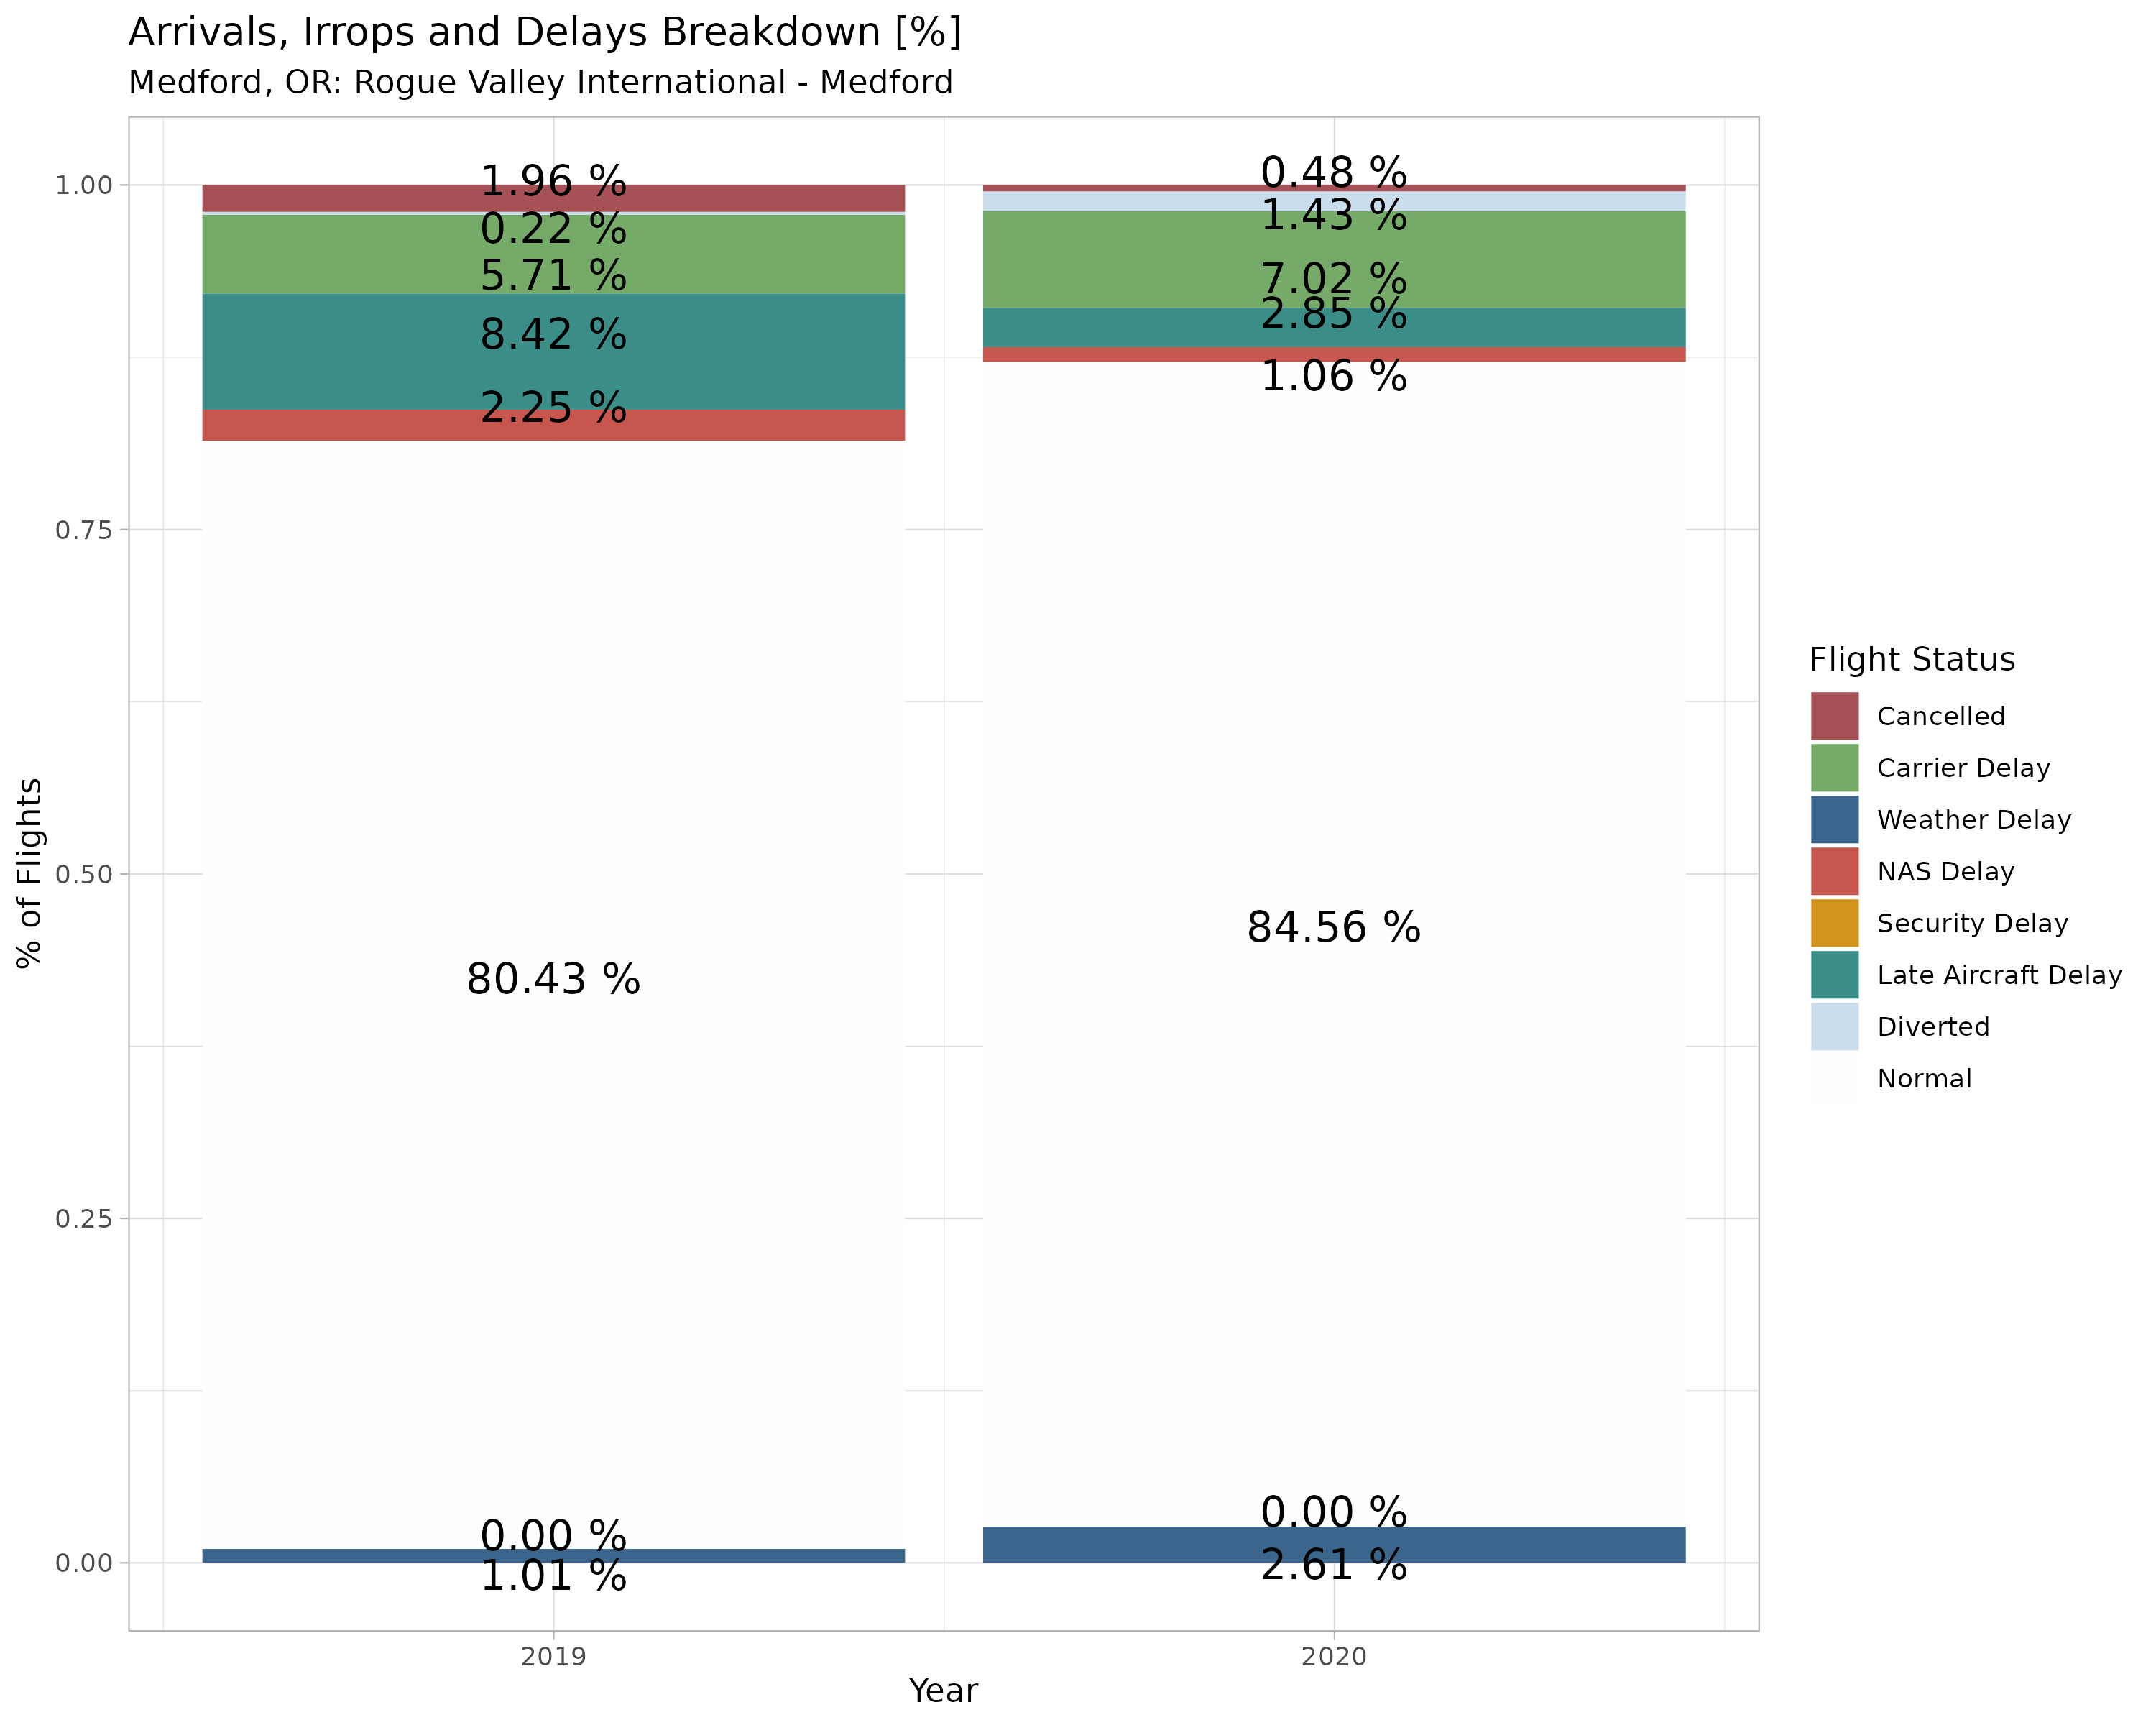 Arrivals, Irrops and Delays Breakdown [%]
Medford, OR: Rogue Valley International - Medford
% of Flights
1.00
0.75
0.50
0.25
0.00
1.96 %
0.22 %
5.71 %
8.42 %
2.25 %
80.43 %
0.00 %
1.01 %
0.48 %
1.43 %
7.02 %
2.85 %
1.06 %
84.56 %
0.00 %
2.61 %
2019
2020
Year
Flight Status
Cancelled
Carrier Delay
Weather Delay
NAS Delay
Security Delay
Late Aircraft Delay
Diverted
Normal